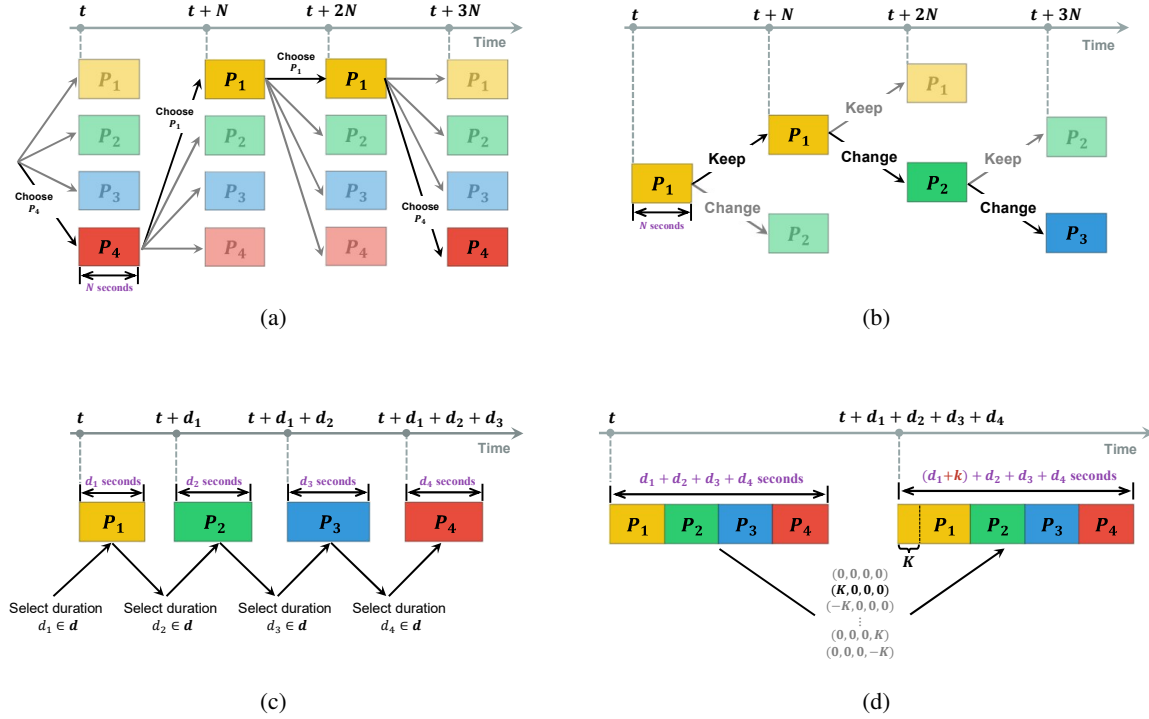 t
t + N
t + 2N
t + 3N
Time
P₁
P₁
P₁
P₁
P₂
P₂
P₂
P₂
P₃
P₃
P₃
P₃
P₄
P₄
P₄
P₄
Choose
P₄
Choose
P₁
Choose
P₁
Choose
P₄
N seconds
(a)
t
t + N
t + 2N
t + 3N
Time
P₁
Keep
Change
P₁
P₂
Keep
Change
P₁
P₂
Keep
Change
P₂
P₃
N seconds
(b)
t
t + d₁
t + d₁ + d₂
t + d₁ + d₂ + d₃
Time
d₁ seconds
d₂ seconds
d₃ seconds
d₄ seconds
P₁
P₂
P₃
P₄
Select duration
d₁ ∈ d
Select duration
d₂ ∈ d
Select duration
d₃ ∈ d
Select duration
d₄ ∈ d
(c)
t
t + d₁ + d₂ + d₃ + d₄
Time
d₁ + d₂ + d₃ + d₄ seconds
(d₁+k) + d₂ + d₃ + d₄ seconds
P₁ P₂ P₃ P₄
P₁ P₂ P₃ P₄
K
(0, 0, 0, 0)
(K, 0, 0, 0)
(−K, 0, 0, 0)
⋮
(0, 0, 0, K)
(0, 0, 0, −K)
(d)